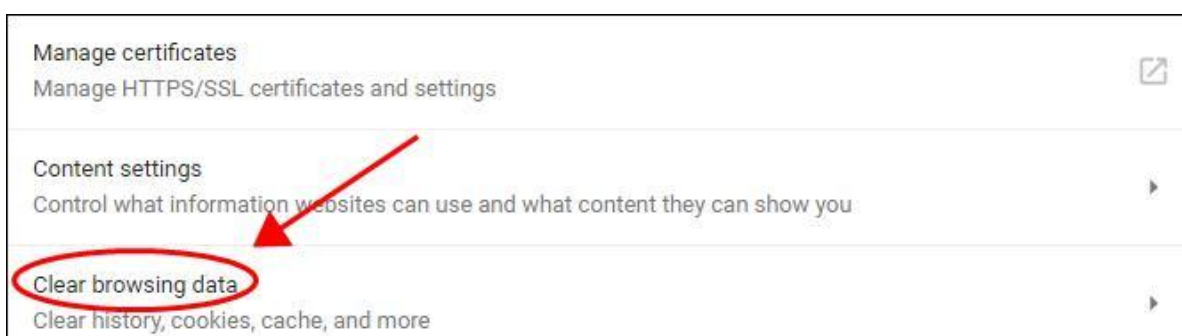 Manage certificates
Manage HTTPS/SSL certificates and settings
Content settings
Control what information websites can use and what content they can show you
Clear browsing data
Clear history, cookies, cache, and more